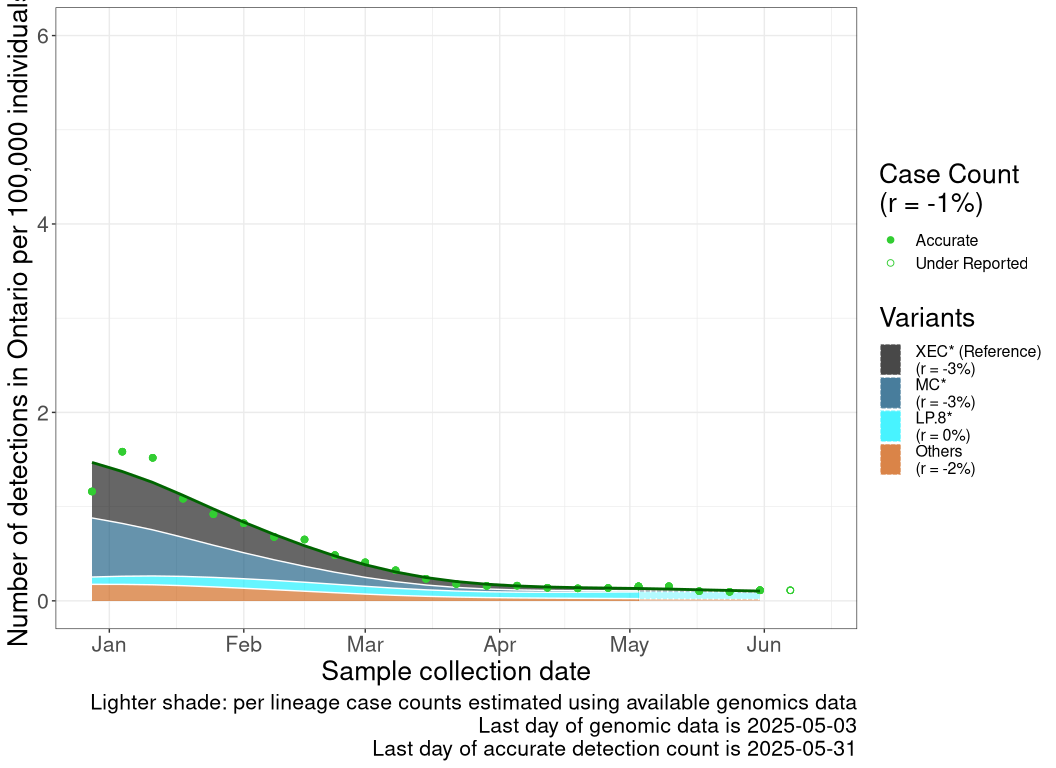 Number of detections in Ontario per 100,000 individuals
6
4
2
0
Jan Feb Mar Apr May Jun
Sample collection date
Lighter shade: per lineage case counts estimated using available genomics data
Last day of genomic data is 2025-05-03
Last day of accurate detection count is 2025-05-31
Case Count
(r = -1%)
Accurate
Under Reported
Variants
XEC* (Reference)
(r = -3%)
MC*
(r = -3%)
LP.8*
(r = 0%)
Others
(r = -2%)